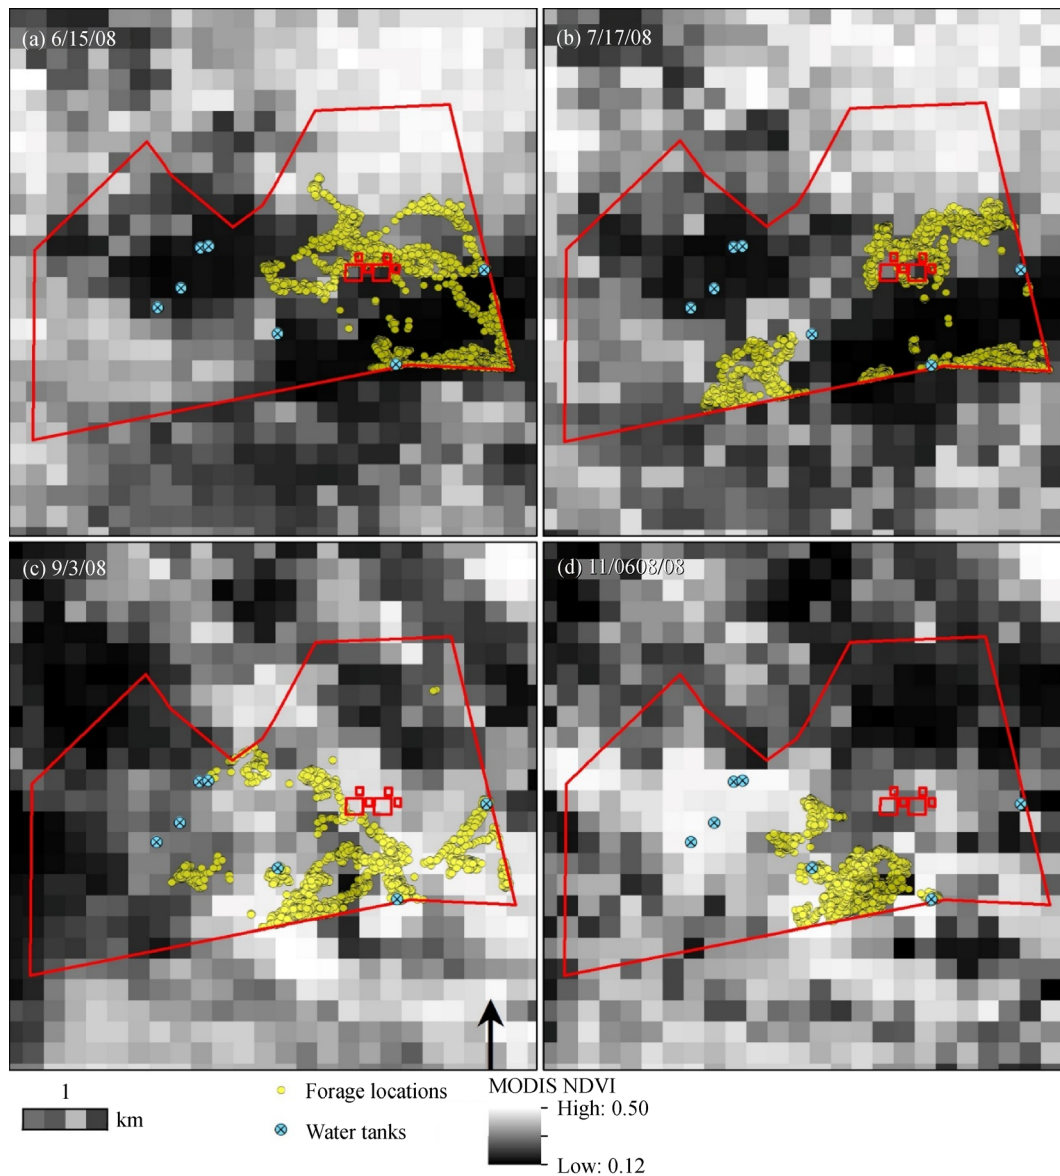 (a) 6/15/08
(b) 7/17/08
(c) 9/3/08
(d) 11/0608/08
1
km
Forage locations
Water tanks
MODIS NDVI
High: 0.50
Low: 0.12